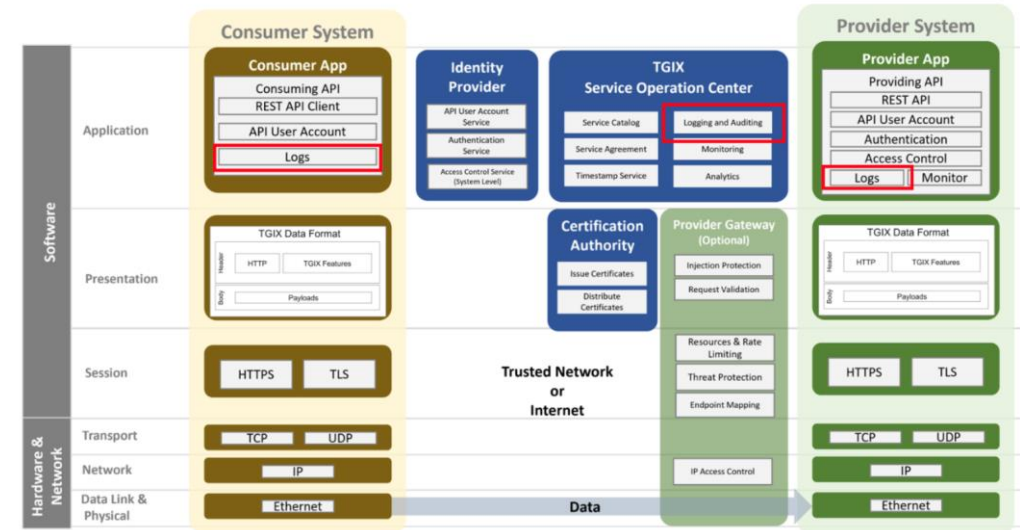 Consumer System
Provider System
Software
Hardware &
Network
Application
Consumer App
Consuming API
REST API Client
API User Account
Logs
Identity
Provider
API User Account
Service
Authentication
Service
Access Control Service
(System Level)
TGIX
Service Operation Center
Service Catalog
Logging and Auditing
Service Agreement
Monitoring
Timestamp Service
Analytics
Provider App
Providing API
REST API
API User Account
Authentication
Access Control
Logs
Monitor
Presentation
TGIX Data Format
Header
HTTP
TGIX Features
Body
Payloads
Certification
Authority
Issue Certificates
Distribute
Certificates
Provider Gateway
(Optional)
Injection Protection
Request Validation
TGIX Data Format
Header
HTTP
TGIX Features
Body
Payloads
Session
HTTPS
TLS
Trusted Network
or
Internet
Resources & Rate
Limiting
Threat Protection
Endpoint Mapping
HTTPS
TLS
Transport
TCP
UDP
TCP
UDP
Network
IP
IP Access Control
IP
Data Link &
Physical
Ethernet
Data
Ethernet